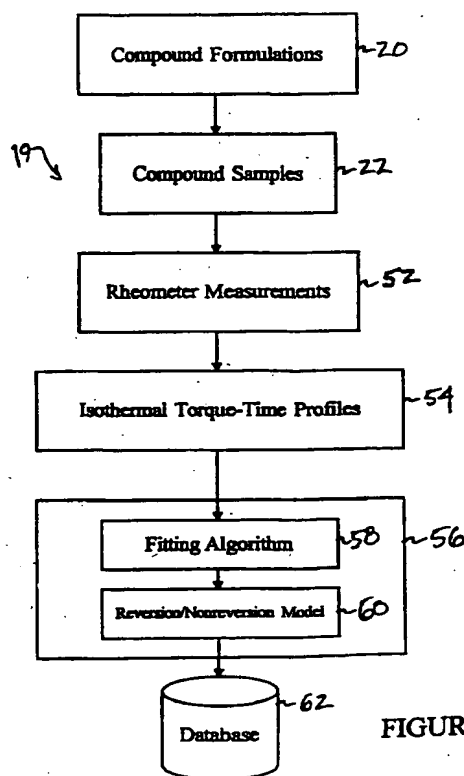 Compound Formulations
20
19
Compound Samples
22
Rheometer Measurements
52
Isothermal Torque-Time Profiles
54
Fitting Algorithm
58
56
Reversion/Nonreversion Model
60
62
Database
FIGUR